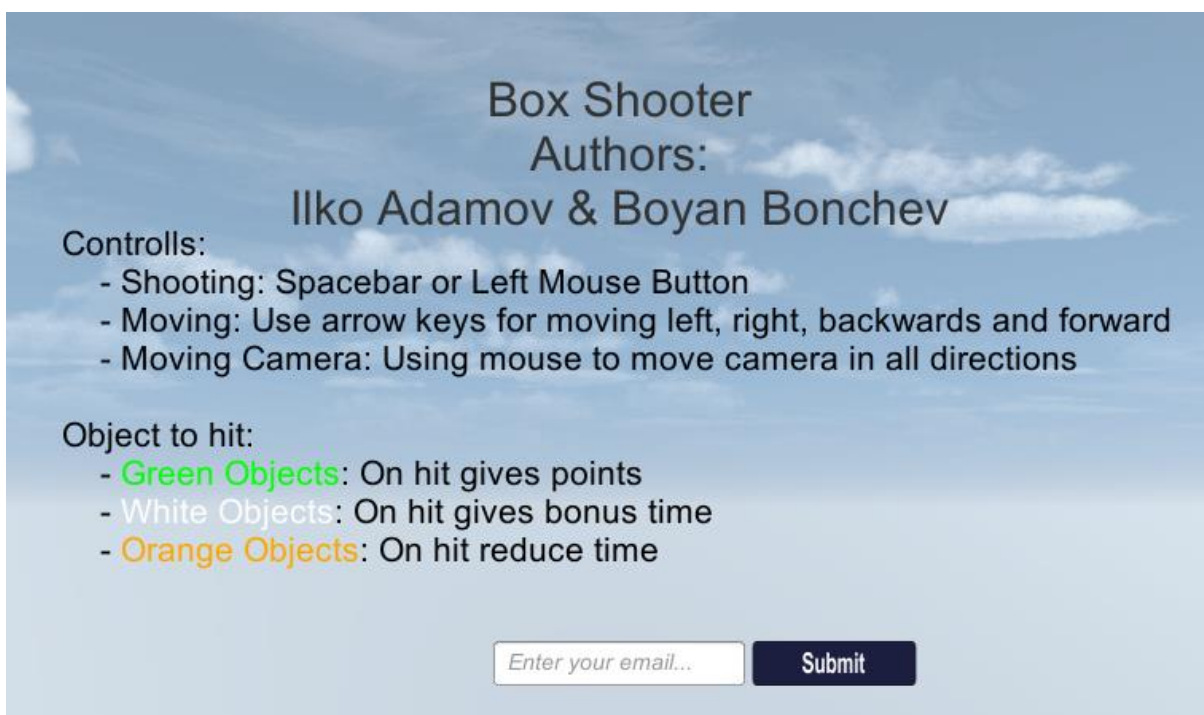 Box Shooter
Authors:
Ilko Adamov & Boyan Bonchev
Controlls:
- Shooting: Spacebar or Left Mouse Button
- Moving: Use arrow keys for moving left, right, backwards and forward
- Moving Camera: Using mouse to move camera in all directions
Object to hit:
- Green Objects: On hit gives points
- White Objects: On hit gives bonus time
- Orange Objects: On hit reduce time
Enter your email... Submit